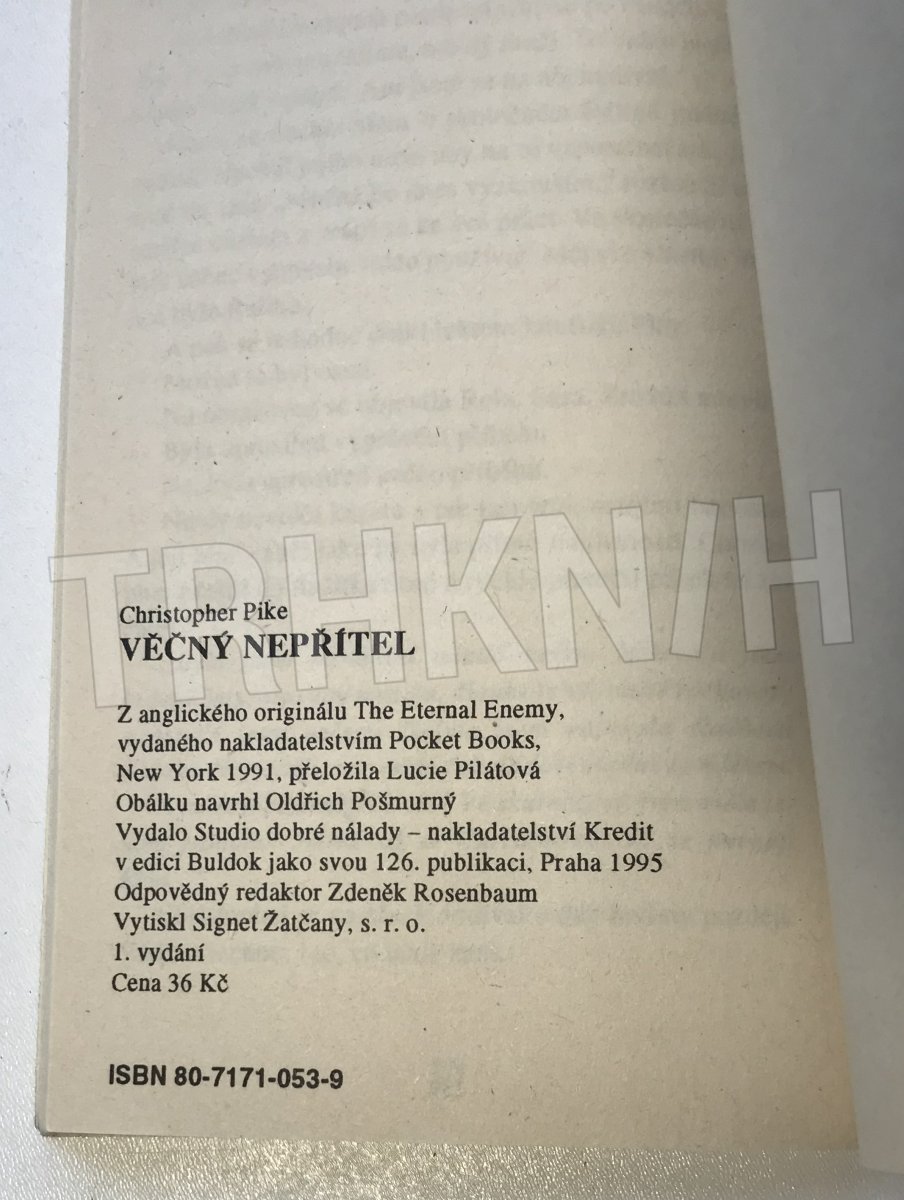 TRHKNIH
Christopher Pike
VĚČNÝ NEPŘÍTEL
Z anglického originálu The Eternal Enemy,
vydaného nakladatelstvím Pocket Books,
New York 1991, přeložila Lucie Pilátová
Obálku navrhl Oldřich Pošmurný
Vydalo Studio dobré nálady – nakladatelství Kredit
v edici Buldok jako svou 126. publikaci, Praha 1995
Odpovědný redaktor Zdeněk Rosenbaum
Vytiskl Signet Žatčany, s. r. o.
1. vydání
Cena 36 Kč
ISBN 80-7171-053-9